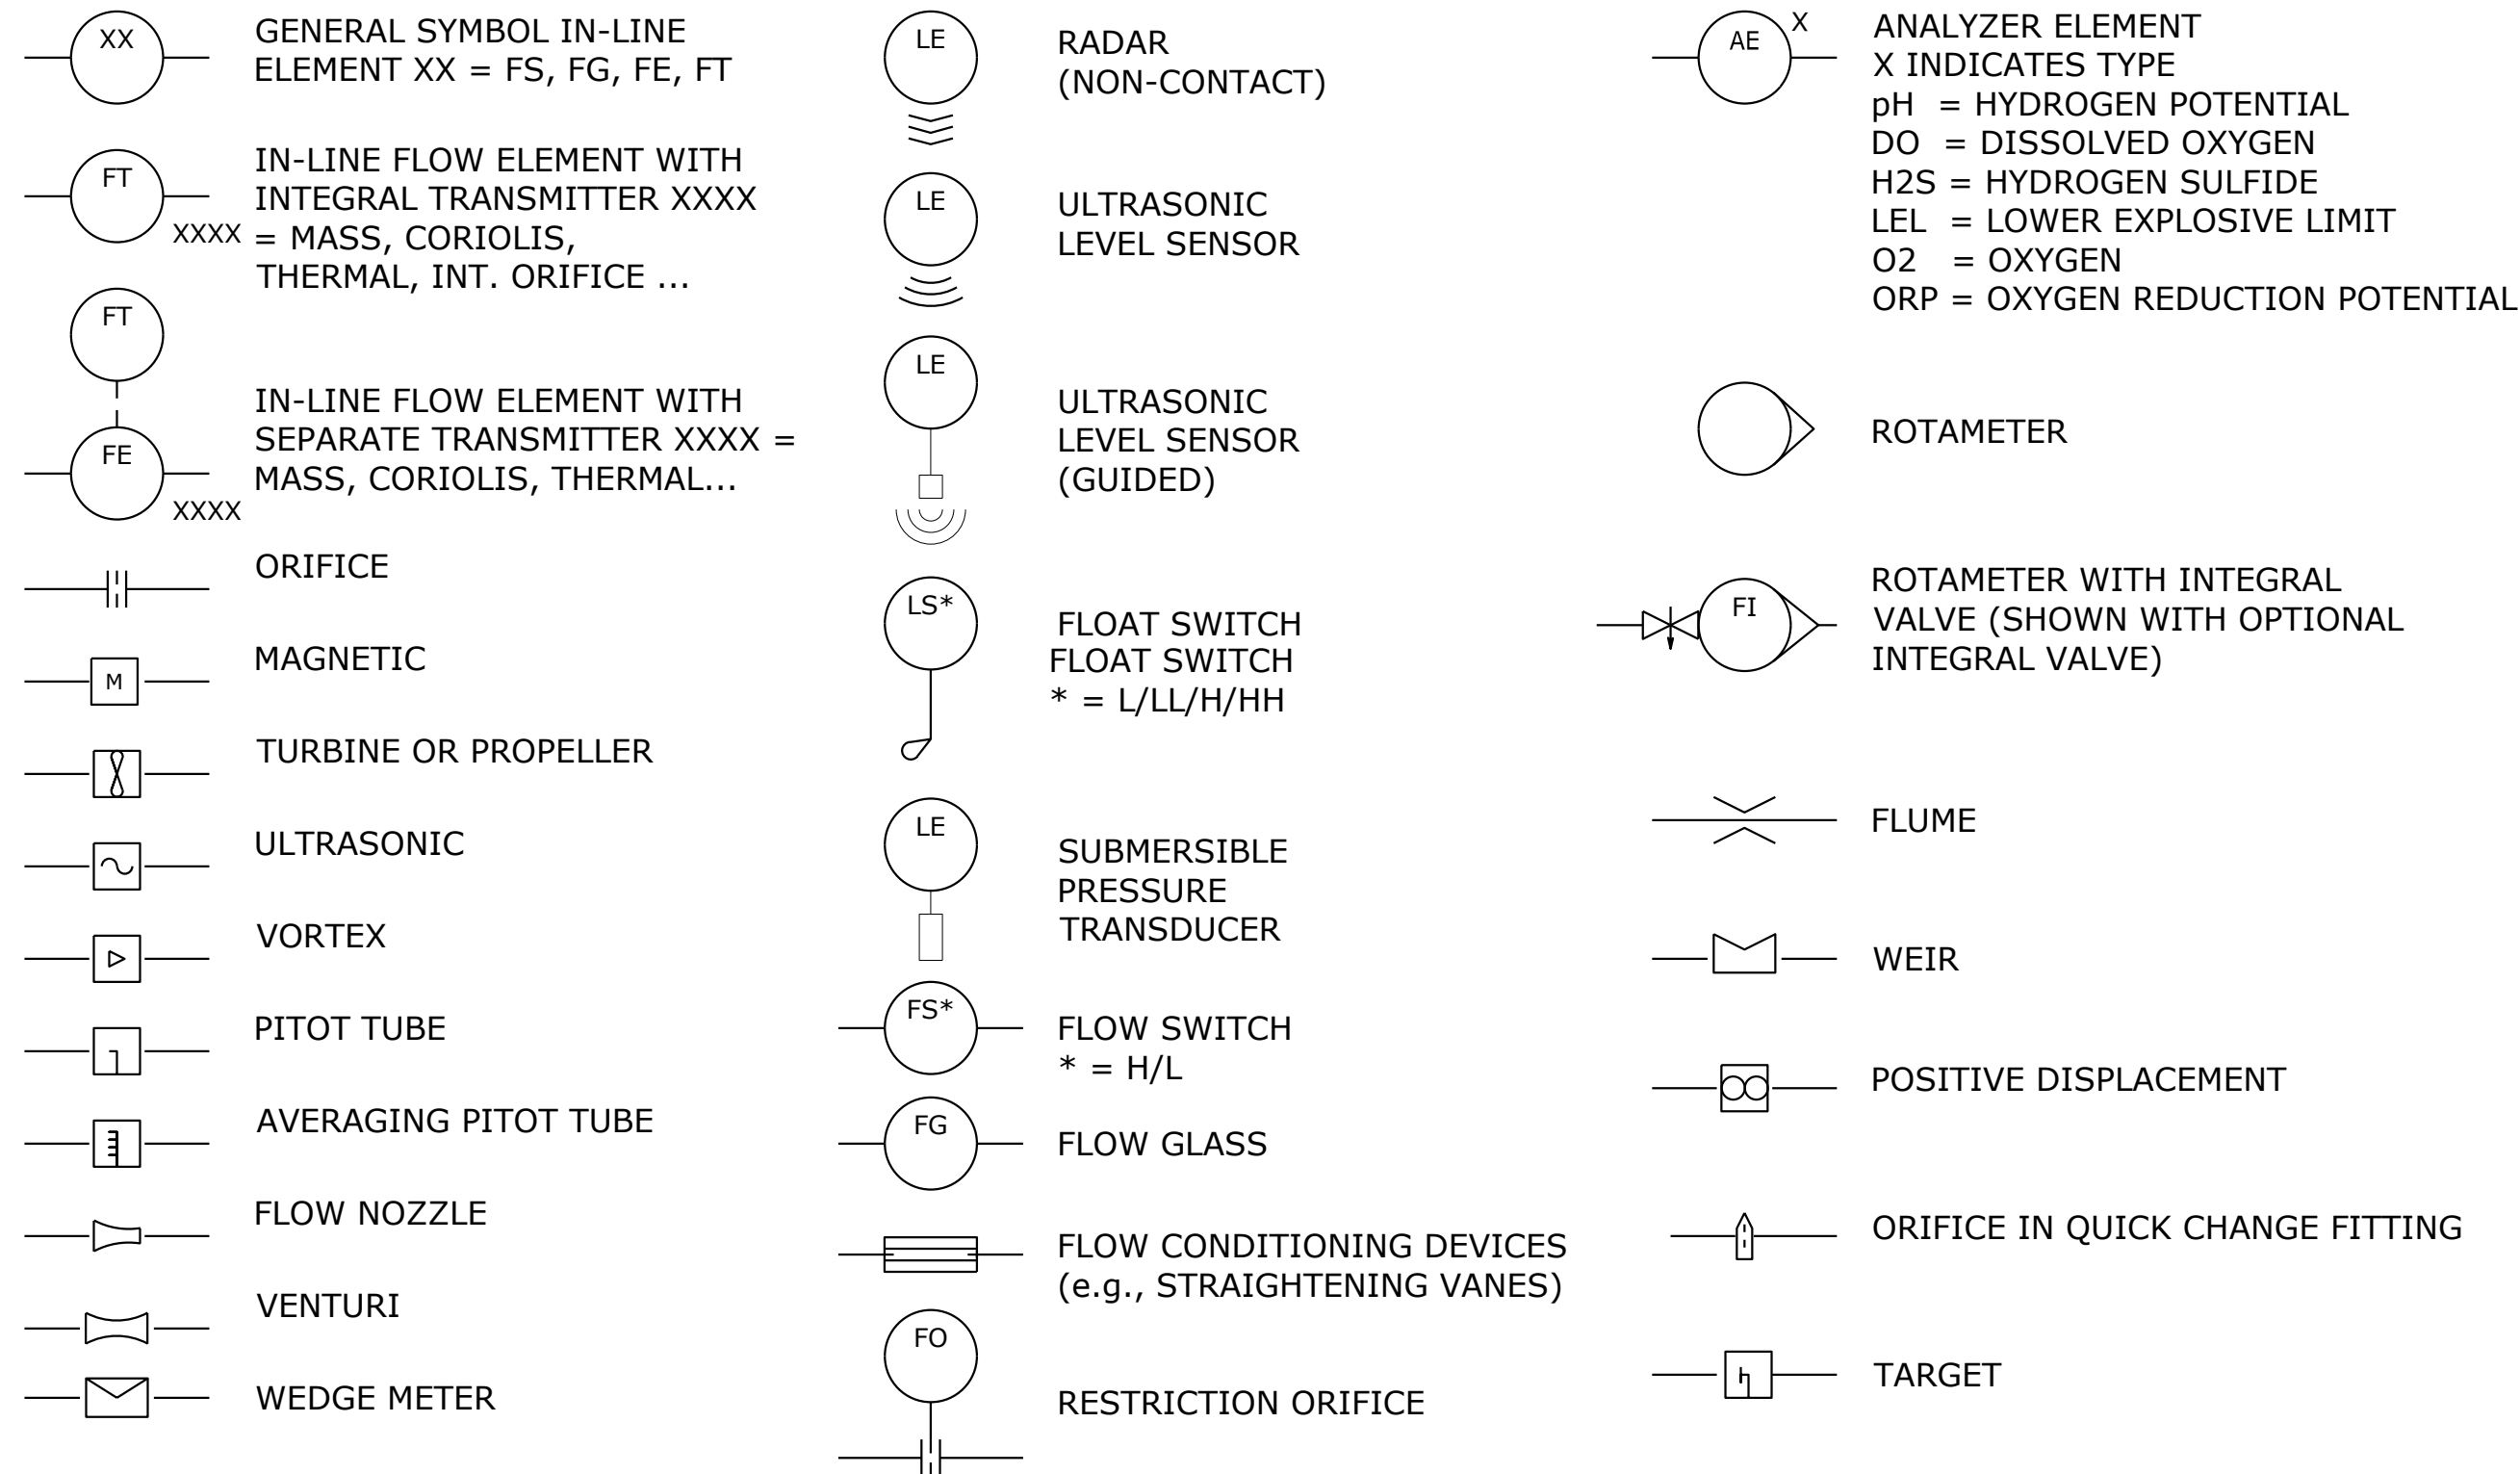 XX
GENERAL SYMBOL IN-LINE
ELEMENT XX = FS, FG, FE, FT
FT
XXXX
IN-LINE FLOW ELEMENT WITH
INTEGRAL TRANSMITTER XXXX
= MASS, CORIOLIS,
THERMAL, INT. ORIFICE ...
FT
FE
XXXX
IN-LINE FLOW ELEMENT WITH
SEPARATE TRANSMITTER XXXX =
MASS, CORIOLIS, THERMAL...
ORIFICE
M
MAGNETIC
TURBINE OR PROPELLER
ULTRASONIC
VORTEX
PITOT TUBE
AVERAGING PITOT TUBE
FLOW NOZZLE
VENTURI
WEDGE METER
LE
RADAR
(NON-CONTACT)
LE
ULTRASONIC
LEVEL SENSOR
LE
ULTRASONIC
LEVEL SENSOR
(GUIDED)
LS*
FLOAT SWITCH
FLOAT SWITCH
* = L/LL/H/HH
LE
SUBMERSIBLE
PRESSURE
TRANSDUCER
FS*
FLOW SWITCH
* = H/L
FG
FLOW GLASS
FLOW CONDITIONING DEVICES
(e.g., STRAIGHTENING VANES)
FO
RESTRICTION ORIFICE
AE
X
ANALYZER ELEMENT
X INDICATES TYPE
pH = HYDROGEN POTENTIAL
DO = DISSOLVED OXYGEN
H2S = HYDROGEN SULFIDE
LEL = LOWER EXPLOSIVE LIMIT
O2 = OXYGEN
ORP = OXYGEN REDUCTION POTENTIAL
ROTAMETER
FI
ROTAMETER WITH INTEGRAL
VALVE (SHOWN WITH OPTIONAL
INTEGRAL VALVE)
FLUME
WEIR
POSITIVE DISPLACEMENT
ORIFICE IN QUICK CHANGE FITTING
TARGET